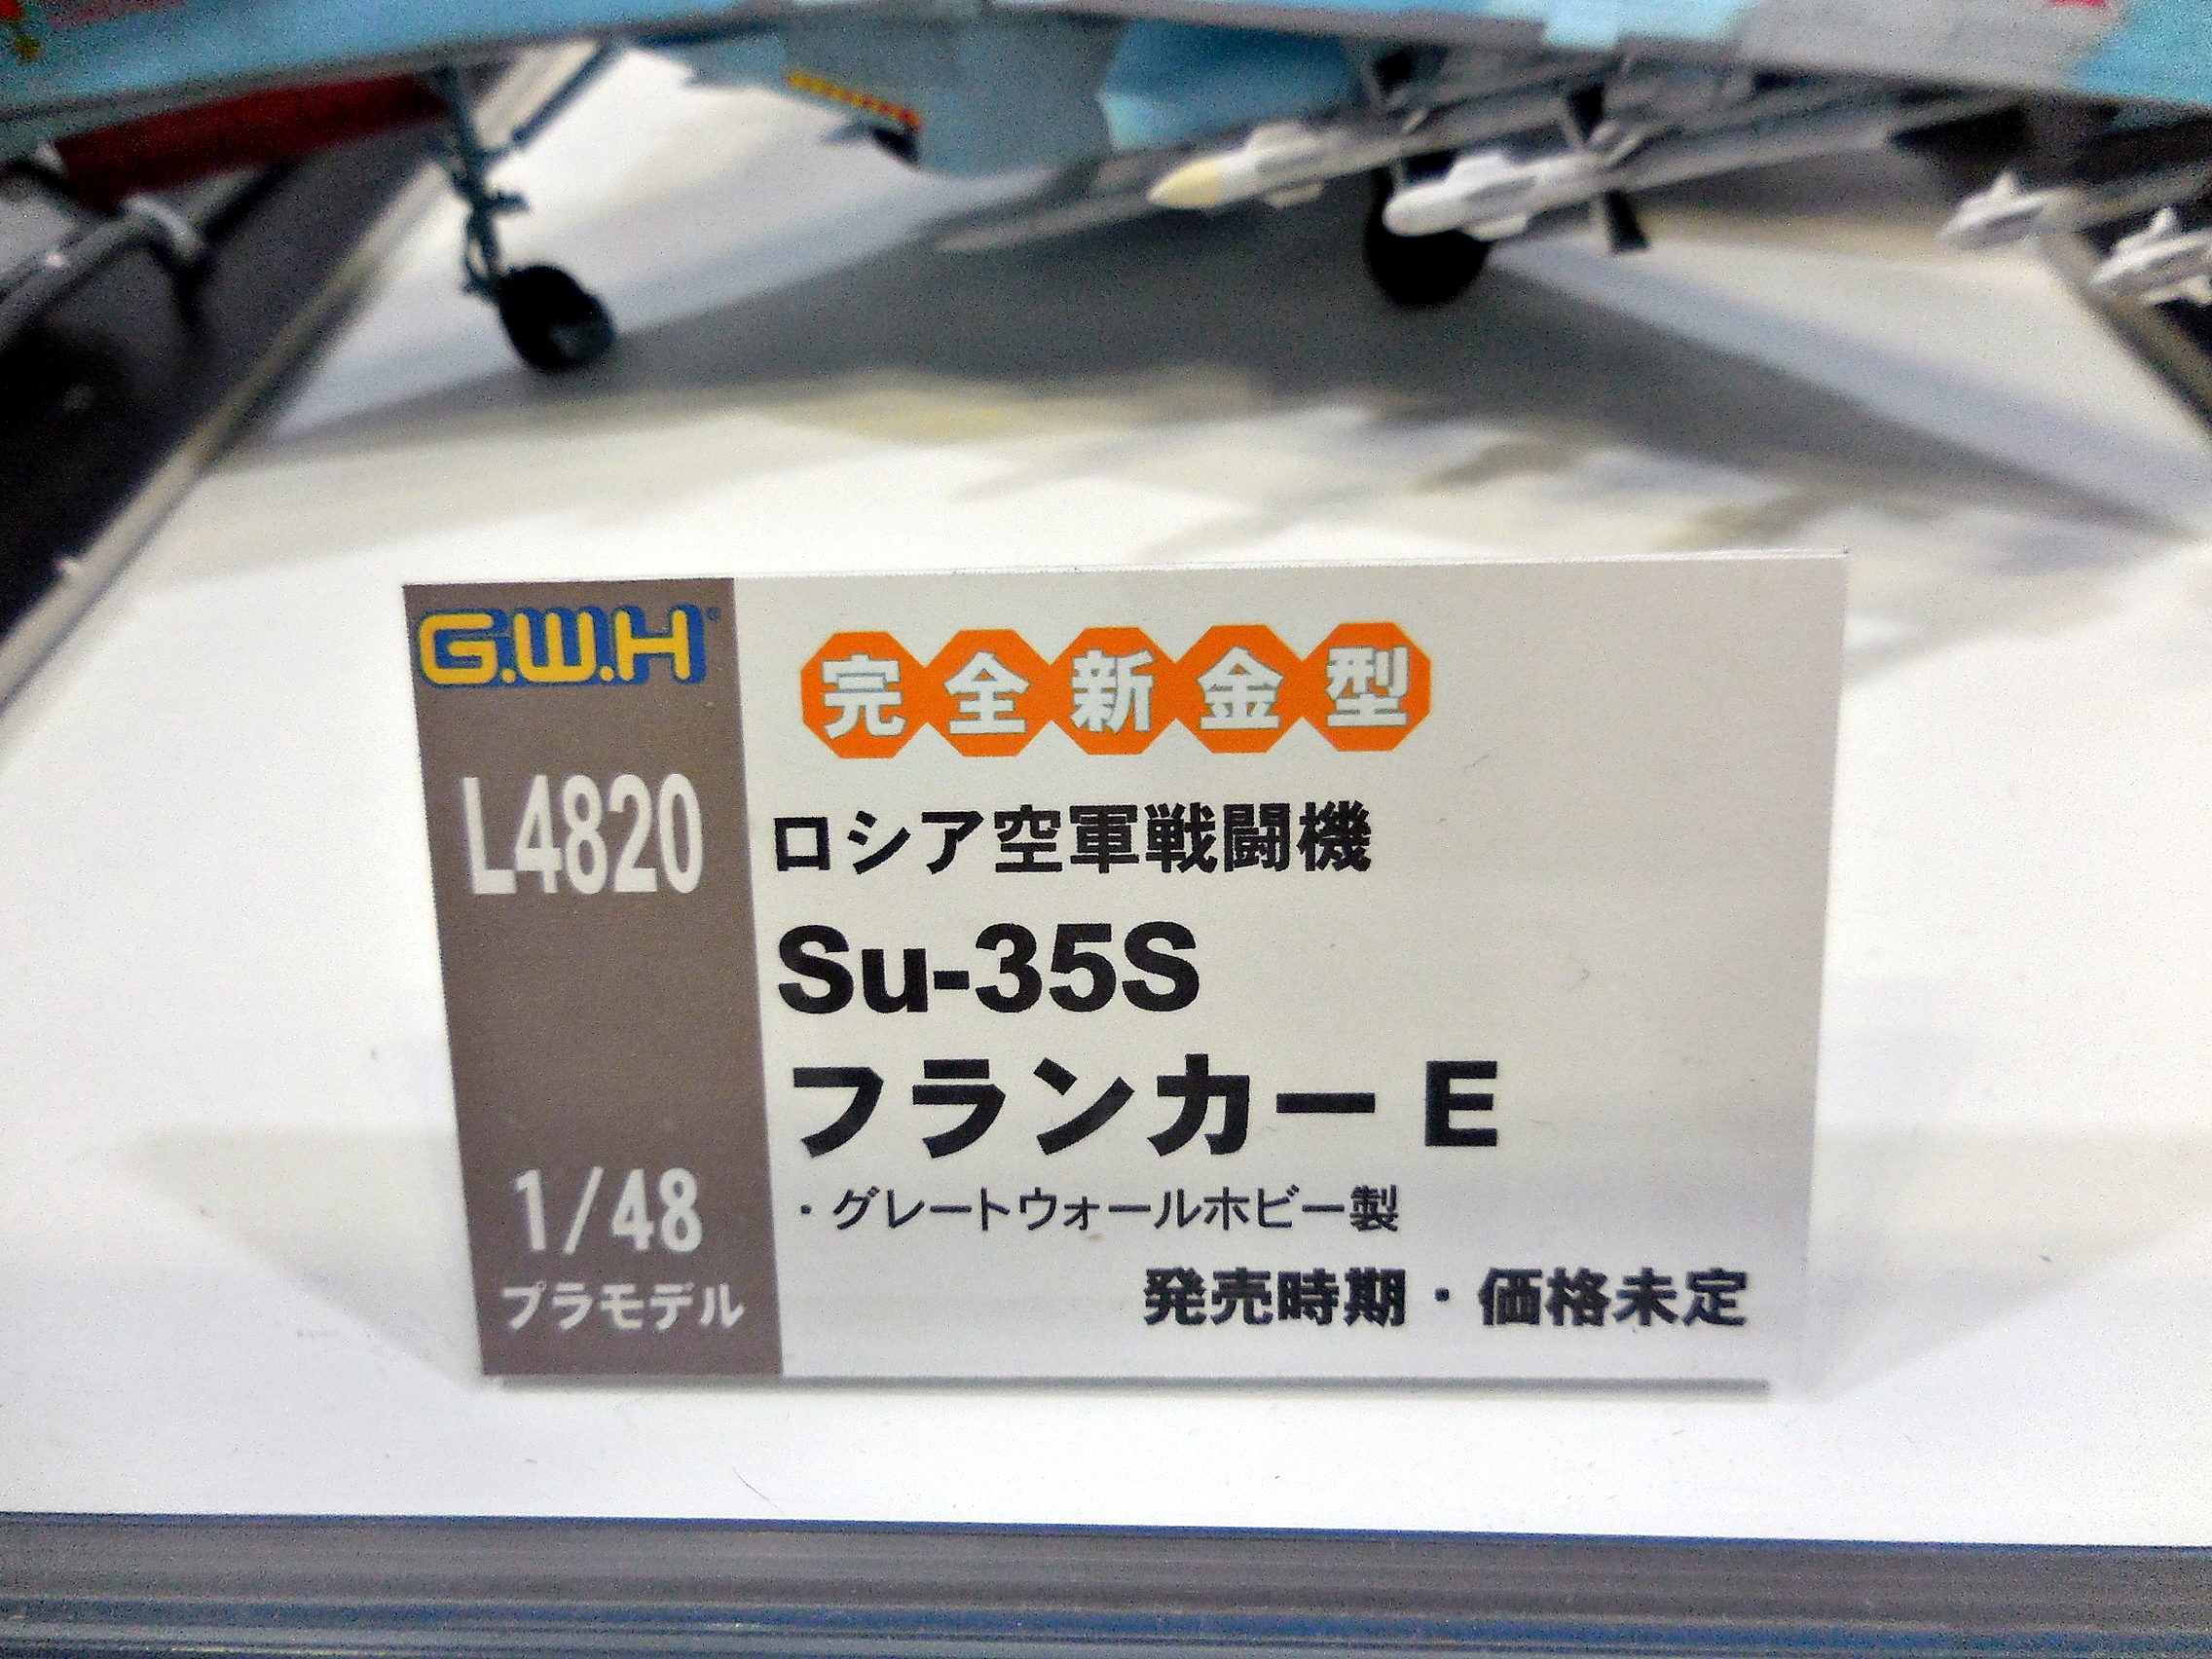 G.W.H®
L4820
1/48
プラモデル
完全新金型
ロシア空軍戦闘機
Su-35S
フランカー E
・グレートウォールホビー製
発売時期・価格未定